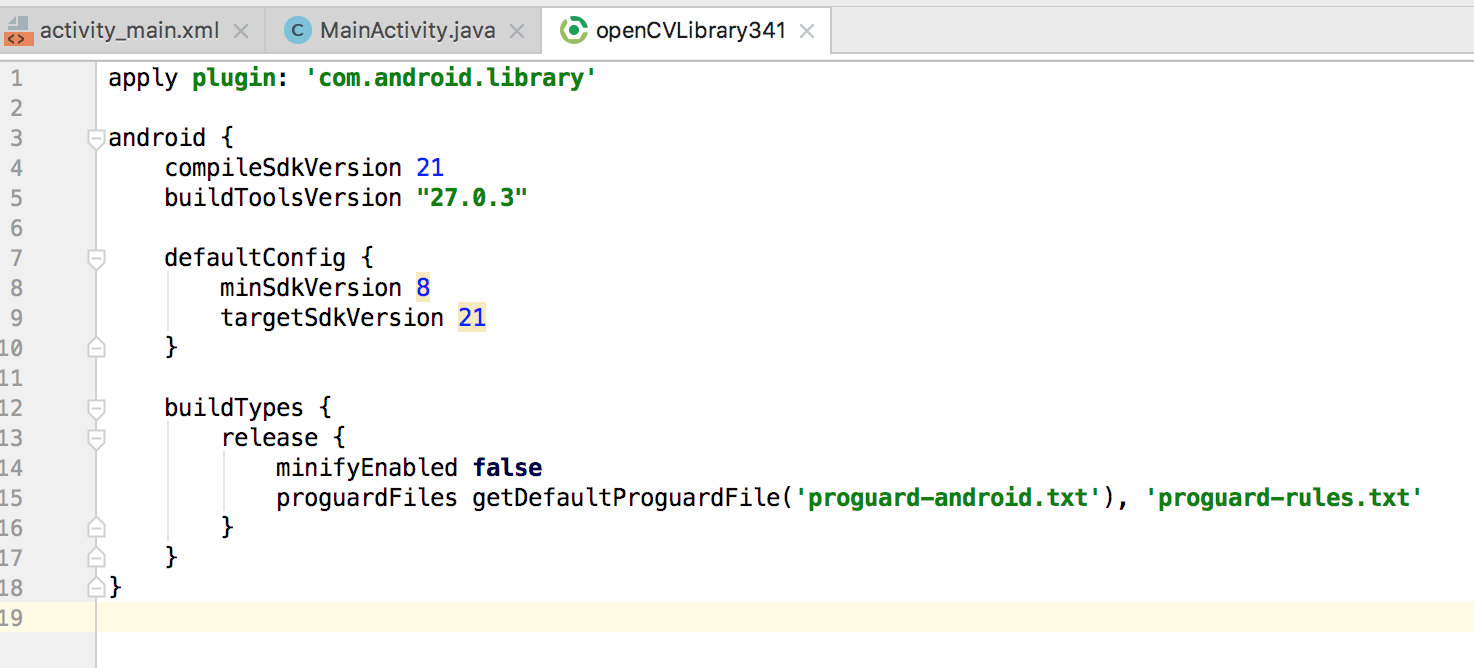 activity_main.xml MainActivity.java openCVLibrary341
1 apply plugin: 'com.android.library'
2
3 android {
4     compileSdkVersion 21
5     buildToolsVersion "27.0.3"
6
7     defaultConfig {
8         minSdkVersion 8
9         targetSdkVersion 21
10     }
11
12     buildTypes {
13         release {
14             minifyEnabled false
15             proguardFiles getDefaultProguardFile('proguard-android.txt'), 'proguard-rules.txt'
16         }
17     }
18 }
19